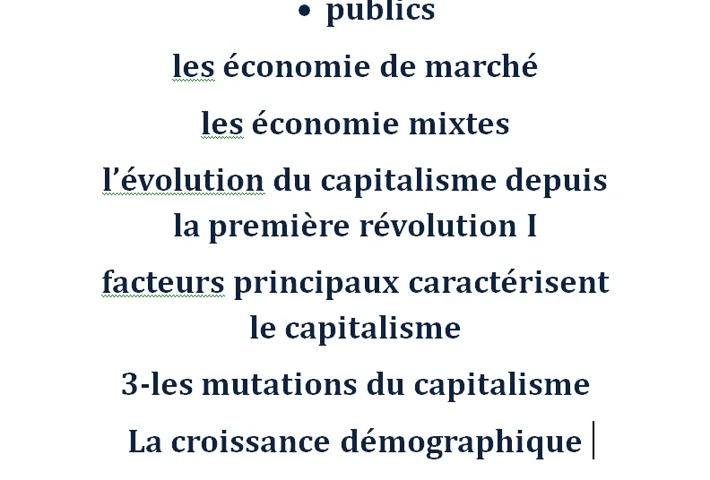 • publics
les économie de marché
les économie mixtes
l’évolution du capitalisme depuis
la première révolution I
facteurs principaux caractérisent
le capitalisme
3-les mutations du capitalisme
La croissance démographique